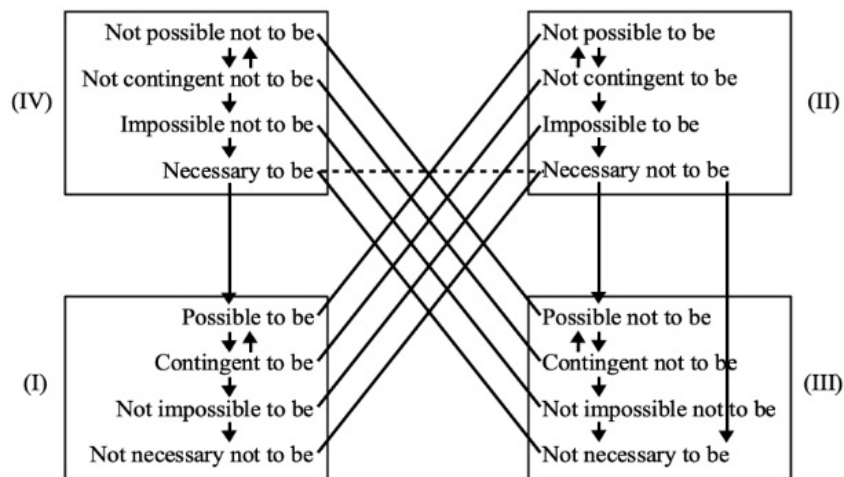 (IV)
Not possible not to be
Not contingent not to be
Impossible not to be
Necessary to be
(II)
Not possible to be
Not contingent to be
Impossible to be
Necessary not to be
(I)
Possible to be
Contingent to be
Not impossible to be
Not necessary not to be
(III)
Possible not to be
Contingent not to be
Not impossible not to be
Not necessary to be